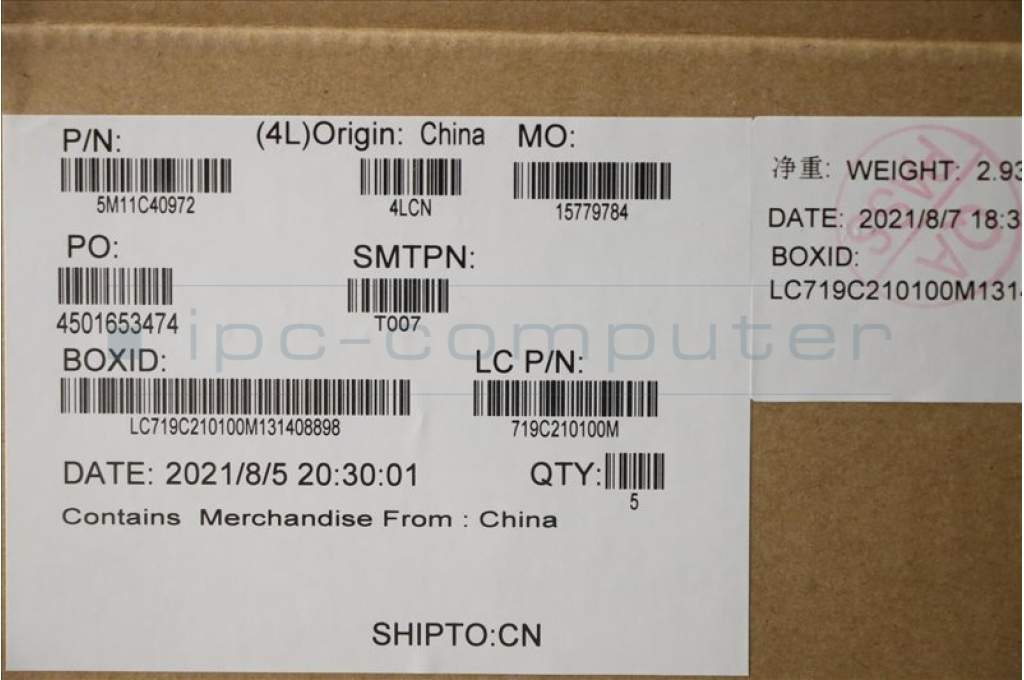 P/N: (4L)Origin: China MO:
5M11C40972 4LCN 15779784
PO: SMTPN:
4501653474 T007
BOXID: LC P/N:
LC719C210100M131408898 719C210100M
DATE: 2021/8/5 20:30:01 QTY:
5
Contains Merchandise From : China
SHIPTO:CN
净重: WEIGHT: 2.93
DATE: 2021/8/7 18:3
BOXID:
LC719C210100M131
QA
ipc-computer